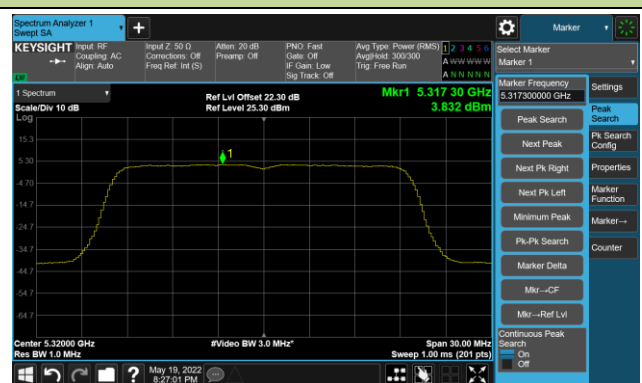 Spectrum Analyzer 1
Swept SA
Marker
KEYSIGHT
Input: RF
Coupling: AC
Align: Auto
Input Z: 50 Ω
Corrections: Off
Freq Ref: Int (S)
Atten: 20 dB
Preamp: Off
PNO: Fast
Gate: Off
IF Gain: Low
Sig Track: Off
Avg Type: Power (RMS)
Avg|Hold: 300/300
Trig: Free Run
1 2 3 4 5 6
A W W W W W
A N N N N N
LXI
Select Marker
Marker 1
1 Spectrum
Scale/Div 10 dB
Log
Ref Lvl Offset 22.30 dB
Ref Level 25.30 dBm
Mkr1 5.317 30 GHz
3.832 dBm
15.3
5.30
-4.70
-14.7
-24.7
-34.7
-44.7
-54.7
-64.7
1
Center 5.32000 GHz
Res BW 1.0 MHz
#Video BW 3.0 MHz*
Span 30.00 MHz
Sweep 1.00 ms (201 pts)
Marker Frequency
5.317300000 GHz
Peak Search
Next Peak
Next Pk Right
Next Pk Left
Minimum Peak
Pk-Pk Search
Marker Delta
Mkr→CF
Mkr→Ref Lvl
Continuous Peak
Search
On
Off
Settings
Peak
Search
Pk Search
Config
Properties
Marker
Function
Marker→
Counter
May 19, 2022
8:27:01 PM